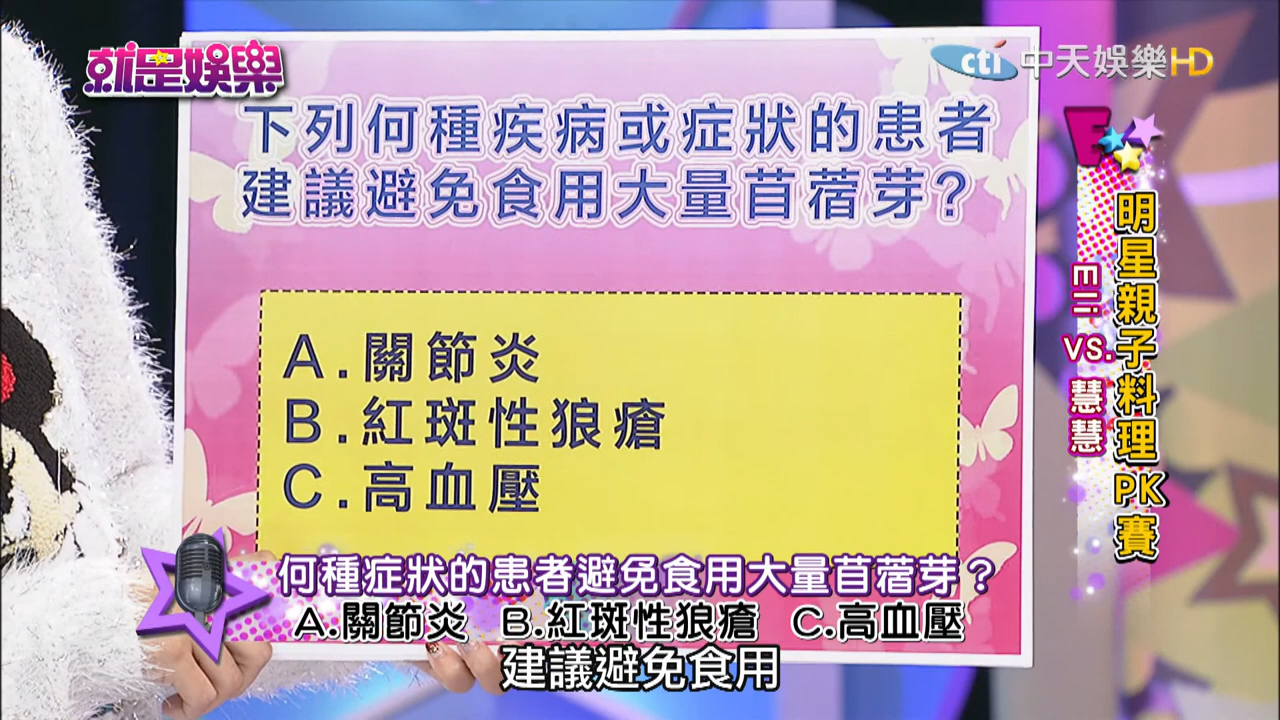 就是娛樂
cti 中天娛樂HD
下列何種疾病或症狀的患者
建議避免食用大量苜蓿芽?
A.關節炎
B.紅斑性狼瘡
C.高血壓
明星親子料理PK賽
Elli vs. 慧慧
何種症狀的患者避免食用大量苜蓿芽?
A.關節炎 B.紅斑性狼瘡 C.高血壓
建議避免食用